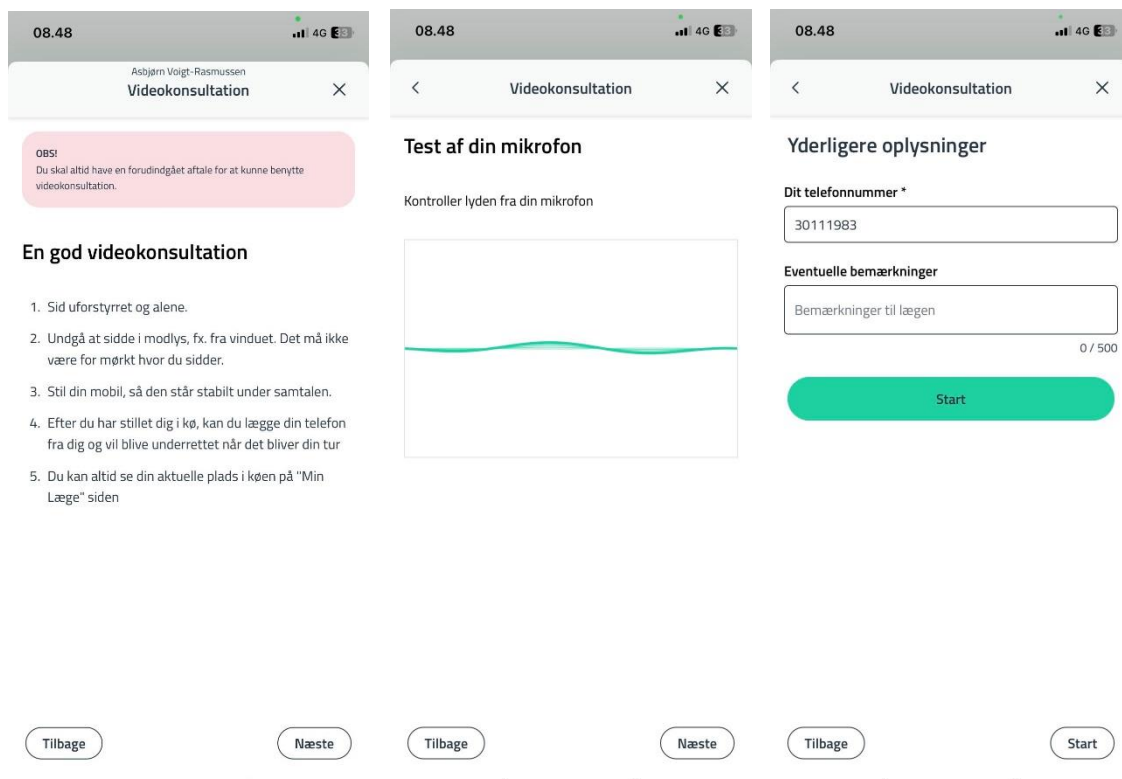 08.48
4G 33
Asbjørn Voigt-Rasmussen
Videokonsultation
OBS!
Du skal altid have en forudindgået aftale for at kunne benytte
videokonsultation.
En god videokonsultation
1. Sid uforstyrret og alene.
2. Undgå at sidde i modlys, fx. fra vinduet. Det må ikke
være for mørkt hvor du sidder.
3. Stil din mobil, så den står stabilt under samtalen.
4. Efter du har stillet dig i kø, kan du lægge din telefon
fra dig og vil blive underrettet når det bliver din tur
5. Du kan altid se din aktuelle plads i køen på "Min
Læge" siden
Tilbage
Næste
08.48
4G 33
Videokonsultation
Test af din mikrofon
Kontroller lyden fra din mikrofon
Tilbage
Næste
08.48
4G 33
Videokonsultation
Yderligere oplysninger
Dit telefonnummer *
30111983
Eventuelle bemærkninger
Bemærkninger til lægen
0 / 500
Start
Tilbage
Start